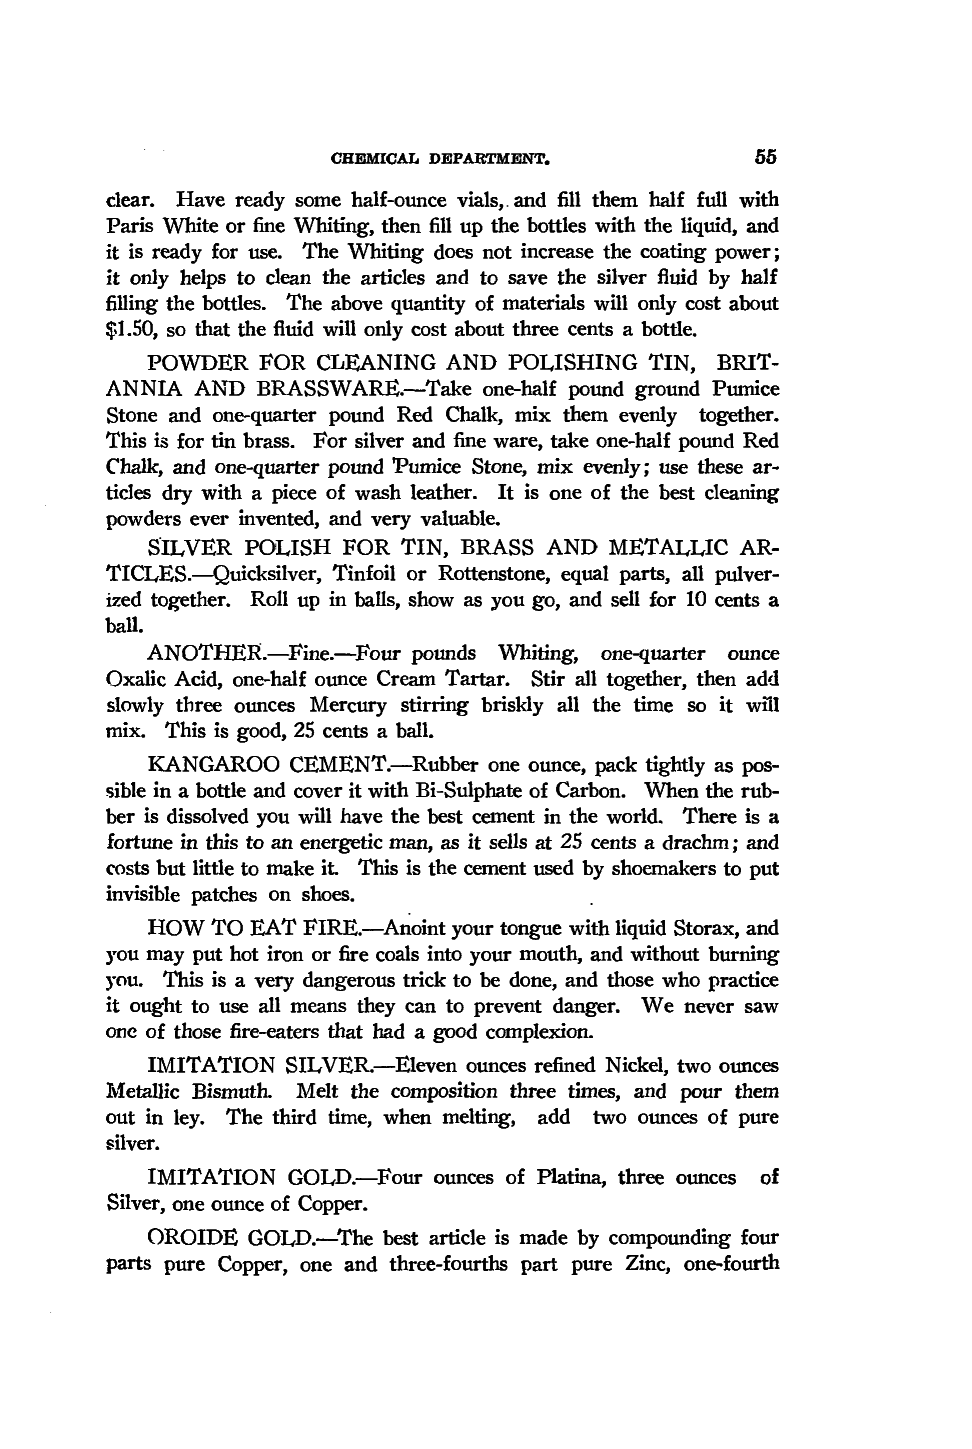 CHEMICAL DEPARTMENT. 55
clear. Have ready some half-ounce vials, and fill them half full with
Paris White or fine Whiting, then fill up the bottles with the liquid, and
it is ready for use. The Whiting does not increase the coating power;
it only helps to clean the articles and to save the silver fluid by half
filling the bottles. The above quantity of materials will only cost about
$1.50, so that the fluid will only cost about three cents a bottle.
POWDER FOR CLEANING AND POLISHING TIN, BRIT-
ANNIA AND BRASSWARE.—Take one-half pound ground Pumice
Stone and one-quarter pound Red Chalk, mix them evenly together.
This is for tin brass. For silver and fine ware, take one-half pound Red
Chalk, and one-quarter pound Pumice Stone, mix evenly; use these ar-
ticles dry with a piece of wash leather. It is one of the best cleaning
powders ever invented, and very valuable.
SILVER POLISH FOR TIN, BRASS AND METALLIC AR-
TICLES.—Quicksilver, Tinfoil or Rottenstone, equal parts, all pulver-
ized together. Roll up in balls, show as you go, and sell for 10 cents a
ball.
ANOTHER.—Fine.—Four pounds Whiting, one-quarter ounce
Oxalic Acid, one-half ounce Cream Tartar. Stir all together, then add
slowly three ounces Mercury stirring briskly all the time so it will
mix. This is good, 25 cents a ball.
KANGAROO CEMENT.—Rubber one ounce, pack tightly as pos-
sible in a bottle and cover it with Bi-Sulphate of Carbon. When the rub-
ber is dissolved you will have the best cement in the world. There is a
fortune in this to an energetic man, as it sells at 25 cents a drachm; and
costs but little to make it. This is the cement used by shoemakers to put
invisible patches on shoes.
HOW TO EAT FIRE.—Anoint your tongue with liquid Storax, and
you may put hot iron or fire coals into your mouth, and without burning
you. This is a very dangerous trick to be done, and those who practice
it ought to use all means they can to prevent danger. We never saw
one of those fire-eaters that had a good complexion.
IMITATION SILVER.—Eleven ounces refined Nickel, two ounces
Metallic Bismuth. Melt the composition three times, and pour them
out in ley. The third time, when melting, add two ounces of pure
silver.
IMITATION GOLD.—Four ounces of Platina, three ounces of
Silver, one ounce of Copper.
OROIDE GOLD.—The best article is made by compounding four
parts pure Copper, one and three-fourths part pure Zinc, one-fourth